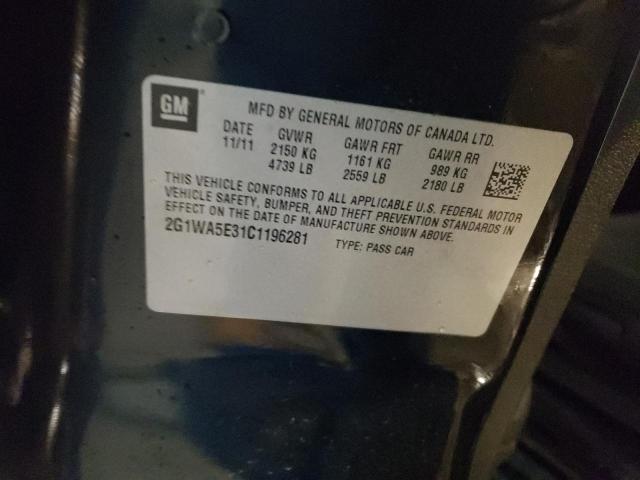 GM
MFD BY GENERAL MOTORS OF CANADA LTD.
DATE GVWR GAWR FRT GAWR RR
11/11 2150 KG 1161 KG 989 KG
4739 LB 2559 LB 2180 LB
THIS VEHICLE CONFORMS TO ALL APPLICABLE U.S. FEDERAL MOTOR
VEHICLE SAFETY, BUMPER, AND THEFT PREVENTION STANDARDS IN
EFFECT ON THE DATE OF MANUFACTURE SHOWN ABOVE.
2G1WA5E31C1196281 TYPE: PASS CAR